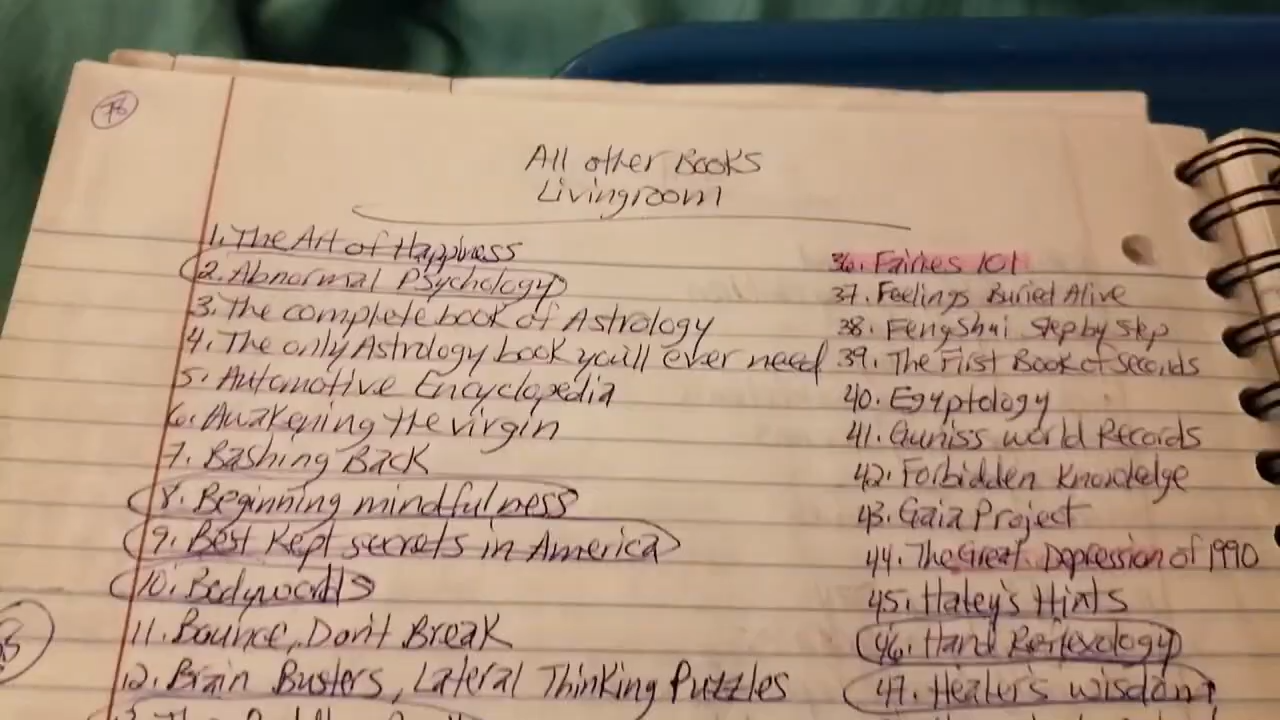 76
All other Books
Livingroom
1. The Art of Happiness
2. Abnormal Psychology
3. The complete book of Astrology
4. The only Astrology book you'll ever need
5. Automotive Encyclopedia
6. Awakening the virgin
7. Bashing Back
8. Beginning mindfulness
9. Best Kept secrets in America
10. Bodywords
11. Bounce, Don't Break
12. Brain Busters, Lateral Thinking Puzzles
36. Fairies 101
37. Feelings Buried Alive
38. Feng Shui Step by Step
39. The First Book of Seconds
40. Egyptology
41. Guniss world Records
42. Forbidden Knowledge
43. Gaia Project
44. The Great Depression of 1990
45. Haley's Hints
46. Hand Reflexology
47. Healer's wisdom